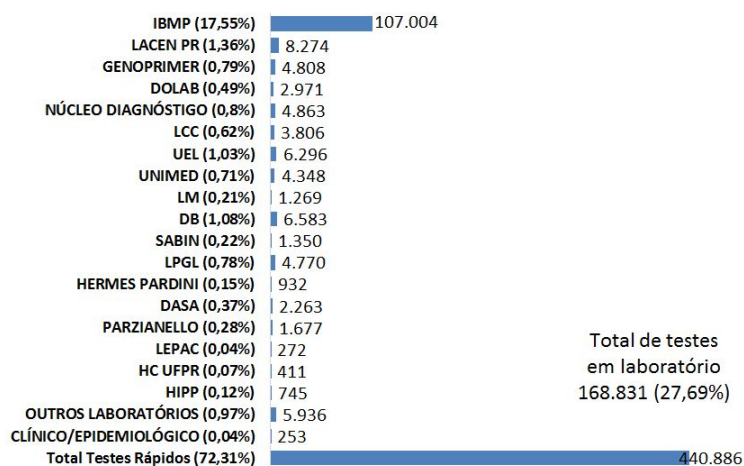 IBMP (17,55%) 107.004
LACEN PR (1,36%) 8.274
GENOPRIMER (0,79%) 4.808
DOLAB (0,49%) 2.971
NÚCLEO DIAGNÓSTIGO (0,8%) 4.863
LCC (0,62%) 3.806
UEL (1,03%) 6.296
UNIMED (0,71%) 4.348
LM (0,21%) 1.269
DB (1,08%) 6.583
SABIN (0,22%) 1.350
LPGL (0,78%) 4.770
HERMES PARDINI (0,15%) 932
DASA (0,37%) 2.263
PARZIANELLO (0,28%) 1.677
LEPAC (0,04%) 272
HC UFPR (0,07%) 411
HIPP (0,12%) 745
OUTROS LABORATÓRIOS (0,97%) 5.936
CLÍNICO/EPIDEMIOLÓGICO (0,04%) 253
Total Testes Rápidos (72,31%) 440.886
Total de testes
em laboratório
168.831 (27,69%)